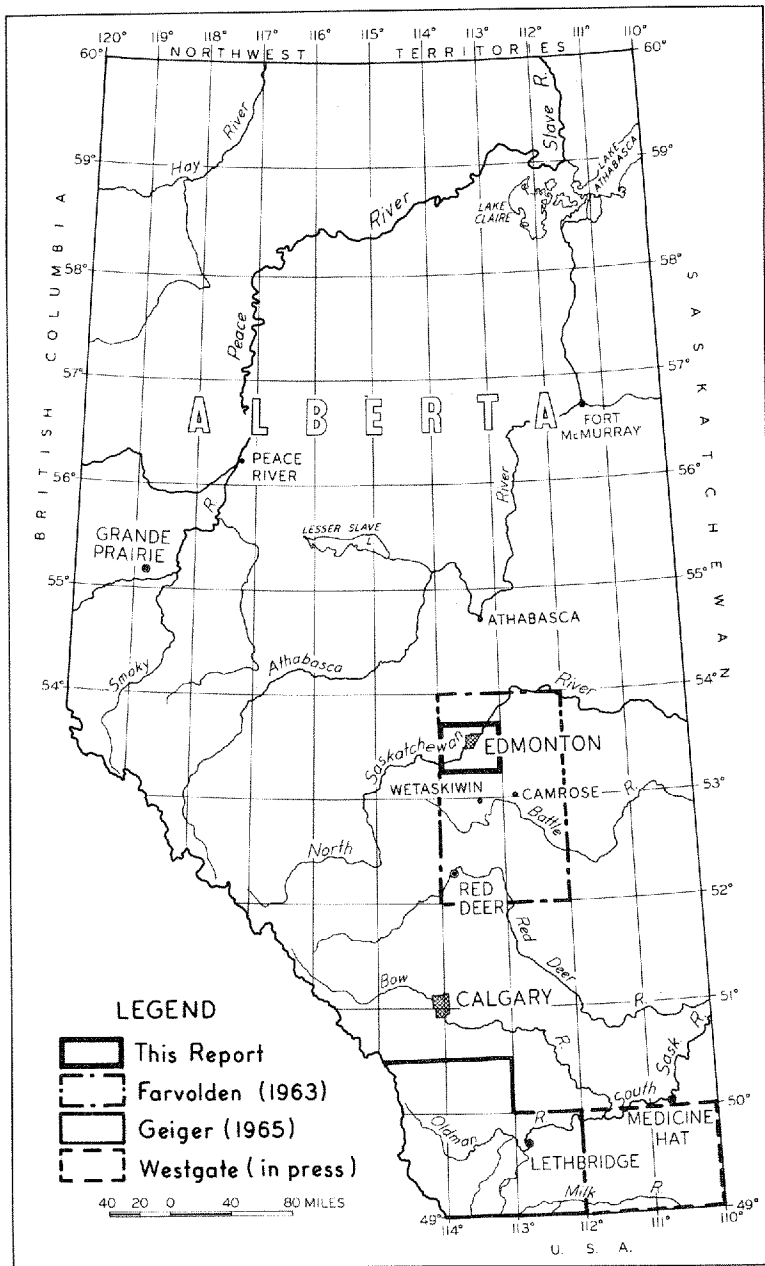 120° 119° 118° 117° 116° 115° 114° 113° 112° 111° 110°
60° NORTHWEST TERRITORIES 60°
River
Hay
Slave R.
59° 59°
LAKE ATHABASCA
LAKE CLAIRE
River
58° 58°
Peace
57° 57°
BRITISH COLUMBIA
SASKATCHEWAN
ALBERTA
FORT McMURRAY
56° 56°
PEACE RIVER
R.
River
GRANDE PRAIRIE
LESSER SLAVE L.
55° 55°
ATHABASCA
Smoky
Athabasca
54° 54°
River
Saskatchewan
EDMONTON
WETASKIWIN
CAMROSE
R.
53°
Battle
North
RED DEER
52°
Red
Deer
R.
Bow
CALGARY
51°
R.
Sask
R.
South
50°
MEDICINE HAT
Oldman
R.
LETHBRIDGE
Milk
R.
49° 49°
114° 113° 112° 111° 110°
U. S. A.
LEGEND
This Report
Farvolden (1963)
Geiger (1965)
Westgate (in press)
40 20 0 40 80 MILES